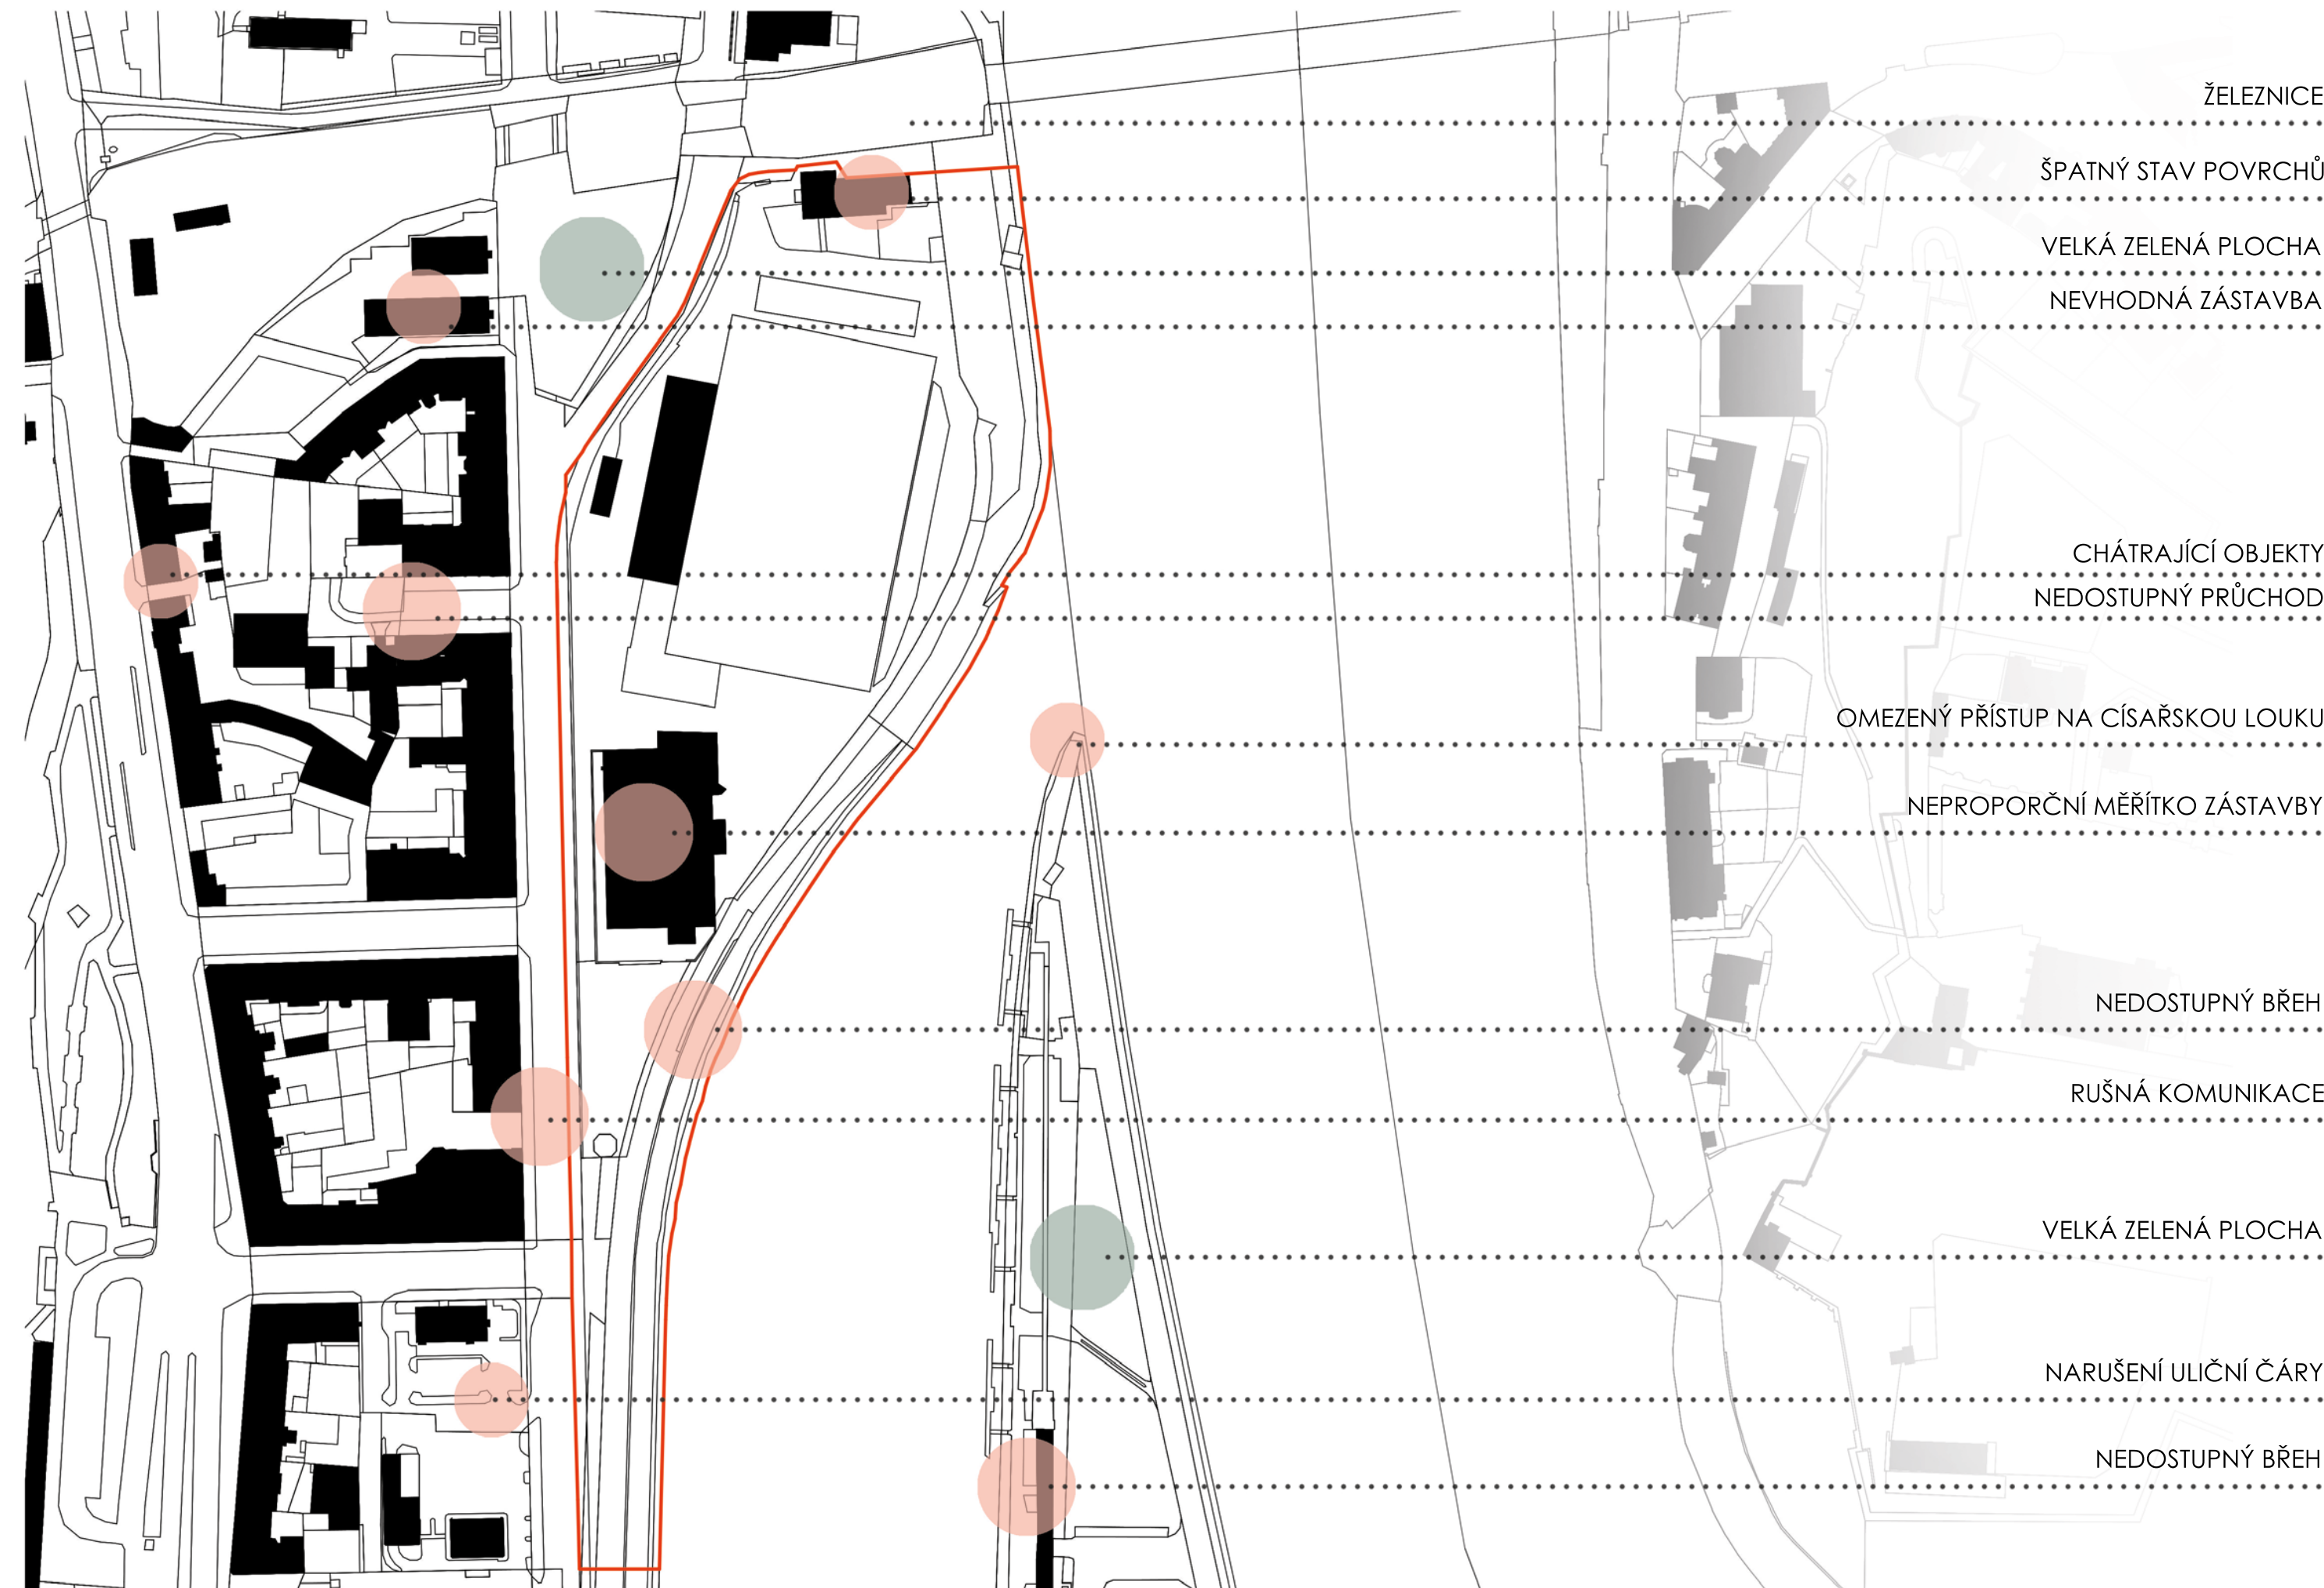 ŽELEZNICE
ŠPATNÝ STAV POVRCHŮ
VELKÁ ZELENÁ PLOCHA
NEVHODNÁ ZÁSTAVBA
CHÁTRAJÍCÍ OBJEKTY
NEDOSTUPNÝ PRŮCHOD
OMEZENÝ PŘÍSTUP NA CÍSAŘSKOU LOUKU
NEPROPORČNÍ MĚŘÍTKO ZÁSTAVBY
NEDOSTUPNÝ BŘEH
RUŠNÁ KOMUNIKACE
VELKÁ ZELENÁ PLOCHA
NARUŠENÍ ULIČNÍ ČÁRY
NEDOSTUPNÝ BŘEH